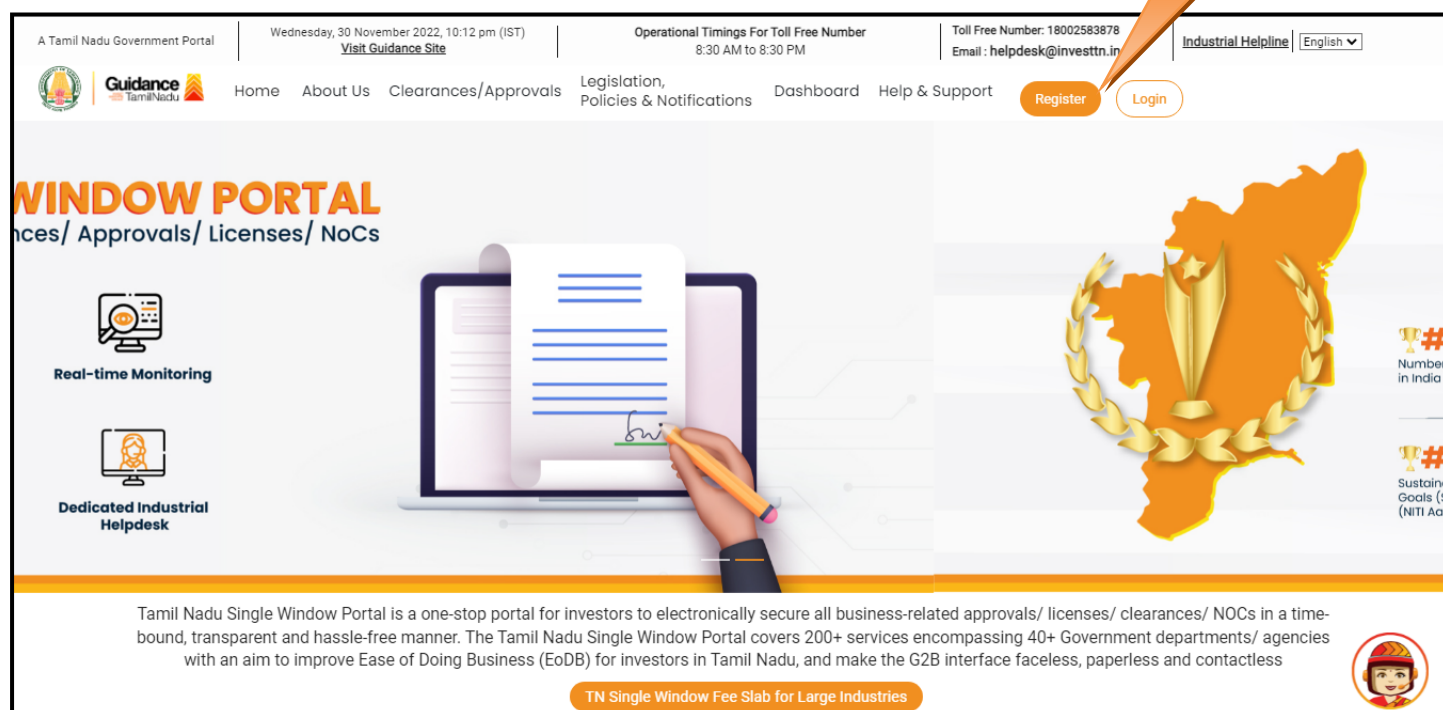 A Tamil Nadu Government Portal
Wednesday, 30 November 2022, 10:12 pm (IST)
Visit Guidance Site
Operational Timings For Toll Free Number
8:30 AM to 8:30 PM
Toll Free Number: 18002583878
Email : helpdesk@investtn.in
Industrial Helpline
English
Guidance
TamilNadu
Home
About Us
Clearances/Approvals
Legislation,
Policies & Notifications
Dashboard
Help & Support
Register
Login
WINDOW PORTAL
nces/ Approvals/ Licenses/ NoCs
Real-time Monitoring
Dedicated Industrial
Helpdesk
#
Number
in India
#
Sustain
Goals (S
(NITI Aa
Tamil Nadu Single Window Portal is a one-stop portal for investors to electronically secure all business-related approvals/ licenses/ clearances/ NOCs in a time-
bound, transparent and hassle-free manner. The Tamil Nadu Single Window Portal covers 200+ services encompassing 40+ Government departments/ agencies
with an aim to improve Ease of Doing Business (EoDB) for investors in Tamil Nadu, and make the G2B interface faceless, paperless and contactless
TN Single Window Fee Slab for Large Industries